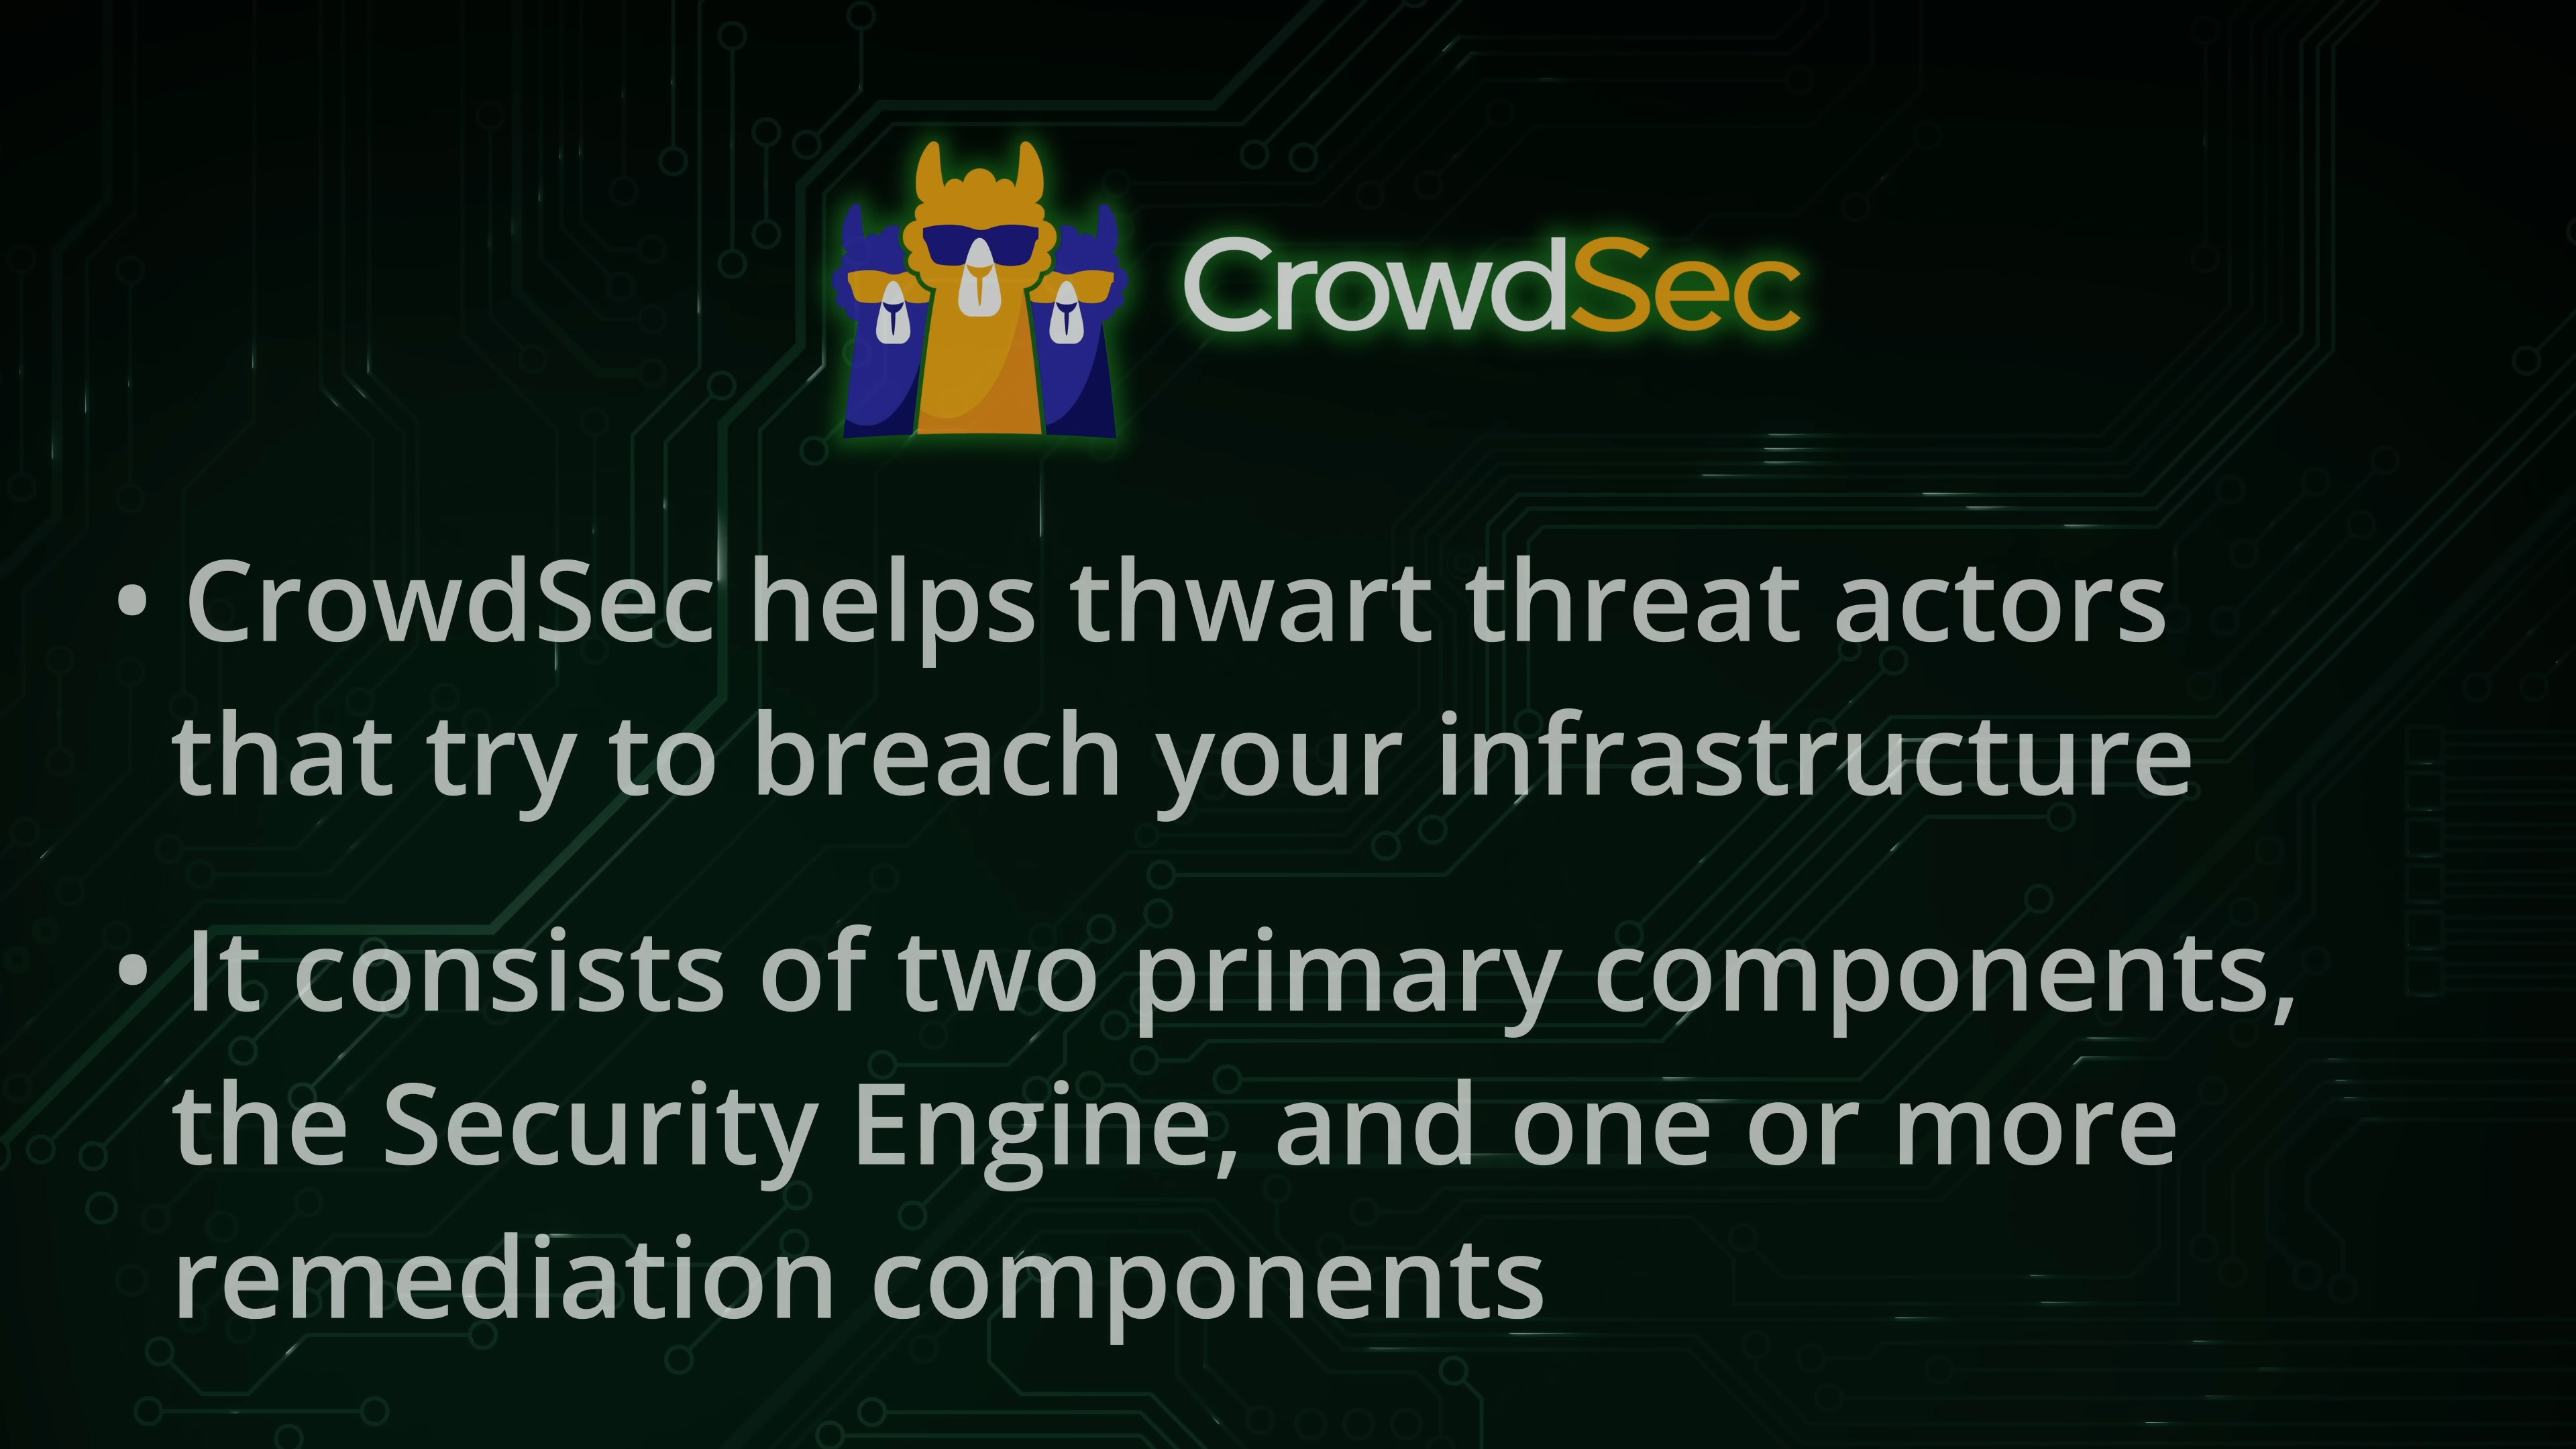 CrowdSec
• CrowdSec helps thwart threat actors
that try to breach your infrastructure
• It consists of two primary components,
the Security Engine, and one or more
remediation components